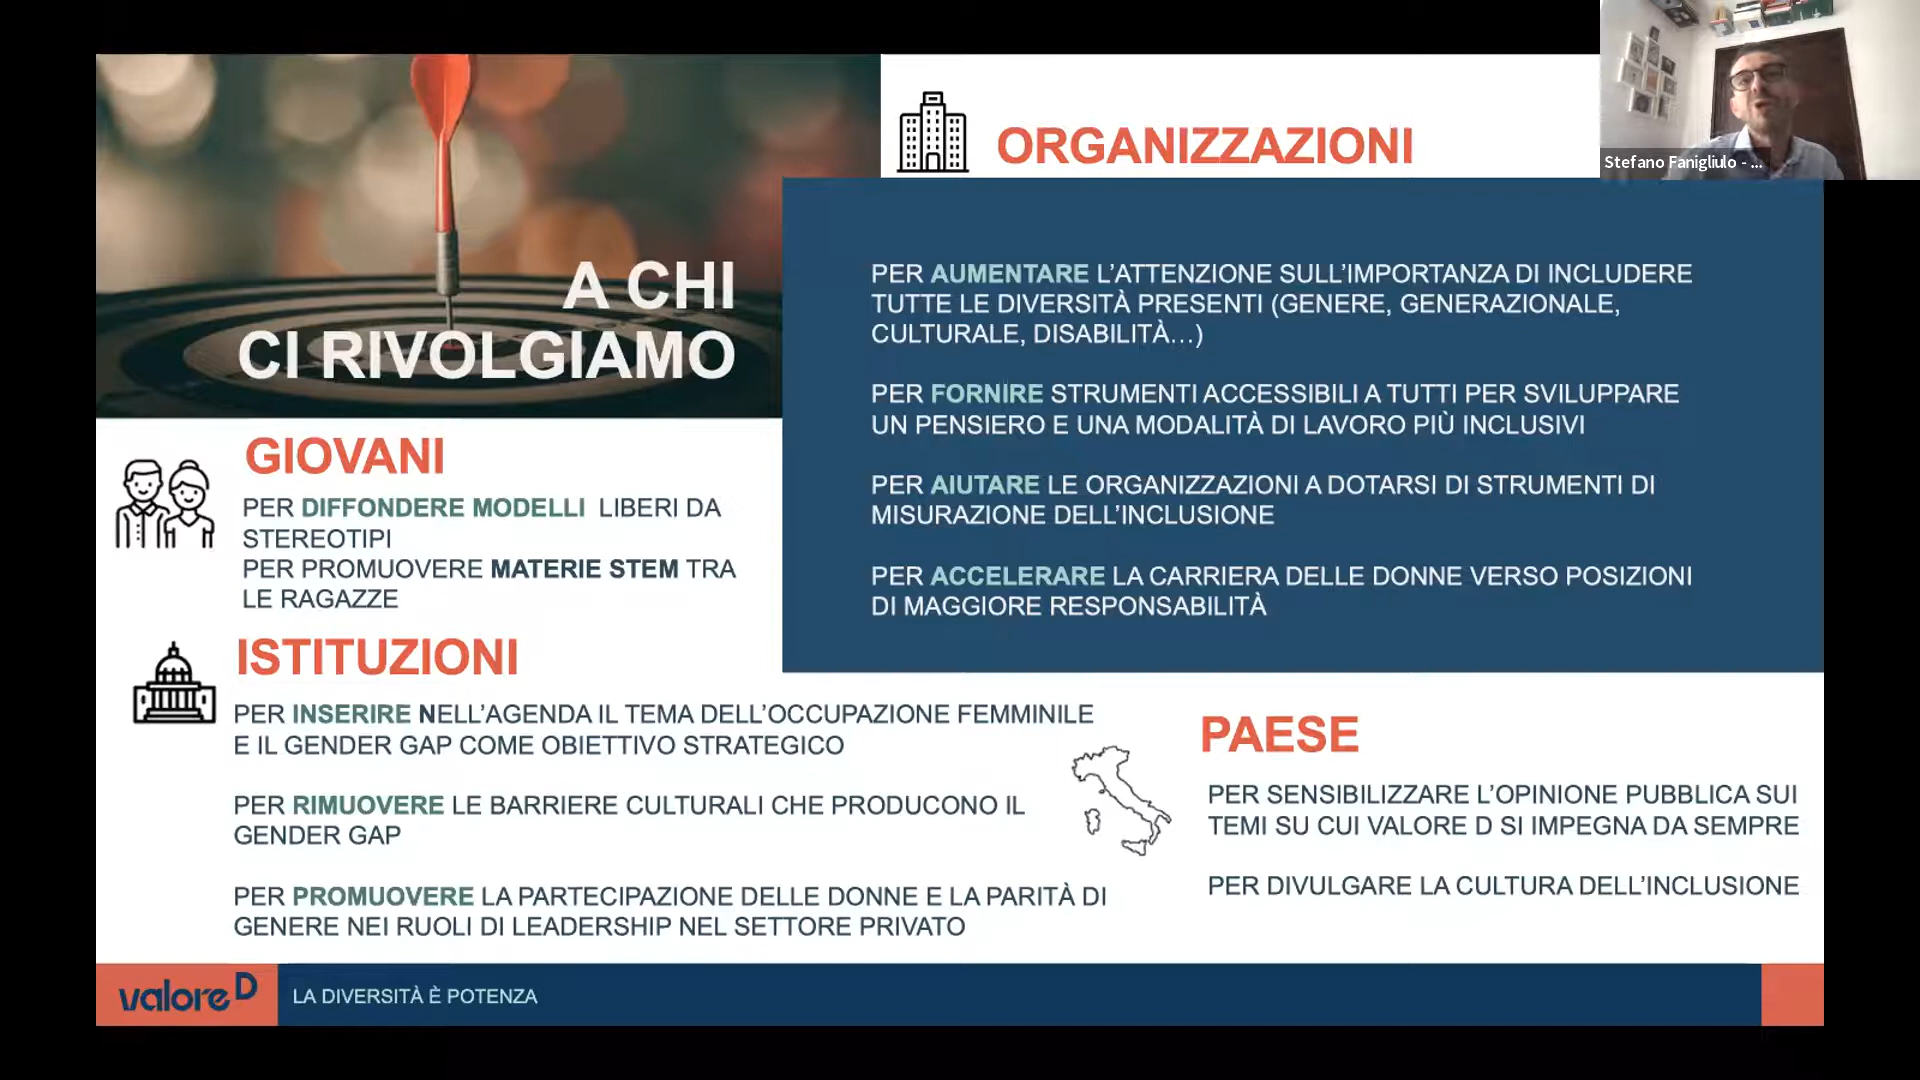 A CHI
CI RIVOLGIAMO
GIOVANI
PER DIFFONDERE MODELLI LIBERI DA
STEREOTIPI
PER PROMUOVERE MATERIE STEM TRA
LE RAGAZZE
ISTITUZIONI
PER INSERIRE NELL'AGENDA IL TEMA DELL'OCCUPAZIONE FEMMINILE
E IL GENDER GAP COME OBIETTIVO STRATEGICO
PER RIMUOVERE LE BARRIERE CULTURALI CHE PRODUCONO IL
GENDER GAP
PER PROMUOVERE LA PARTECIPAZIONE DELLE DONNE E LA PARITÀ DI
GENERE NEI RUOLI DI LEADERSHIP NEL SETTORE PRIVATO
ORGANIZZAZIONI
PER AUMENTARE L'ATTENZIONE SULL'IMPORTANZA DI INCLUDERE
TUTTE LE DIVERSITÀ PRESENTI (GENERE, GENERAZIONALE,
CULTURALE, DISABILITÀ…)
PER FORNIRE STRUMENTI ACCESSIBILI A TUTTI PER SVILUPPARE
UN PENSIERO E UNA MODALITÀ DI LAVORO PIÙ INCLUSIVI
PER AIUTARE LE ORGANIZZAZIONI A DOTARSI DI STRUMENTI DI
MISURAZIONE DELL'INCLUSIONE
PER ACCELERARE LA CARRIERA DELLE DONNE VERSO POSIZIONI
DI MAGGIORE RESPONSABILITÀ
PAESE
PER SENSIBILIZZARE L'OPINIONE PUBBLICA SUI
TEMI SU CUI VALORE D SI IMPEGNA DA SEMPRE
PER DIVULGARE LA CULTURA DELL'INCLUSIONE
valore D
LA DIVERSITÀ È POTENZA
Stefano Fanigliulo - ...